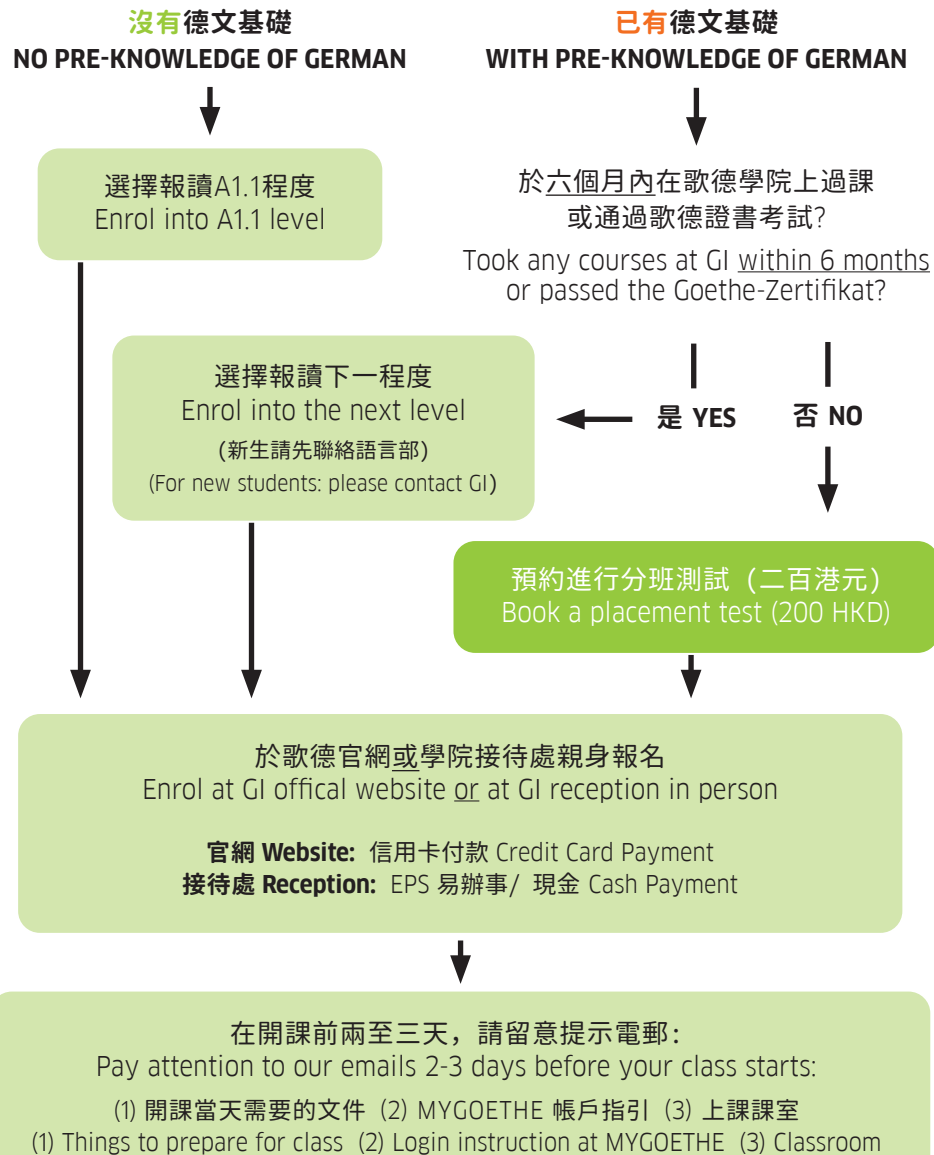 沒有德文基礎
NO PRE-KNOWLEDGE OF GERMAN
已有德文基礎
WITH PRE-KNOWLEDGE OF GERMAN
選擇報讀A1.1程度
Enrol into A1.1 level
於六個月內在歌德學院上過課
或通過歌德證書考試?
Took any courses at GI within 6 months
or passed the Goethe-Zertifikat?
選擇報讀下一程度
Enrol into the next level
(新生請先聯絡語言部)
(For new students: please contact GI)
是 YES
否 NO
預約進行分班測試 (二百港元)
Book a placement test (200 HKD)
於歌德官網或學院接待處親身報名
Enrol at GI offical website or at GI reception in person
官網 Website: 信用卡付款 Credit Card Payment
接待處 Reception: EPS 易辦事/ 現金 Cash Payment
在開課前兩至三天，請留意提示電郵:
Pay attention to our emails 2-3 days before your class starts:
(1) 開課當天需要的文件 (2) MYGOETHE 帳戶指引 (3) 上課課室
(1) Things to prepare for class (2) Login instruction at MYGOETHE (3) Classroom